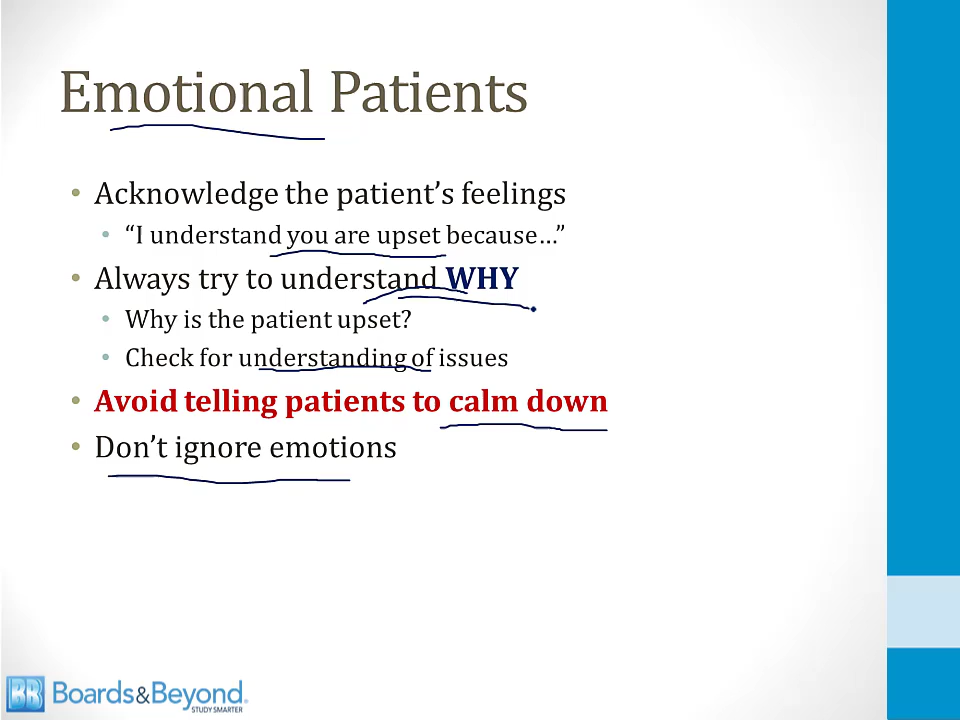 Emotional Patients
• Acknowledge the patient’s feelings
• “I understand you are upset because…”
• Always try to understand WHY
• Why is the patient upset?
• Check for understanding of issues
• Avoid telling patients to calm down
• Don’t ignore emotions
BB Boards&Beyond.
STUDY SMARTER